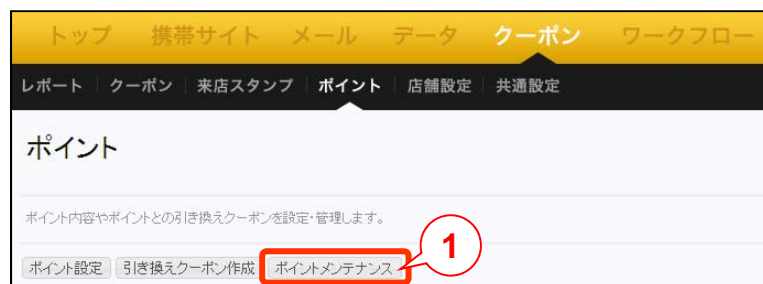 トップ 携帯サイト メール データ クーポン ワークフロー
レポート クーポン 来店スタンプ ポイント 店舗設定 共通設定
ポイント
ポイント内容やポイントとの引き換えクーポンを設定・管理します。
1
ポイント設定 引き換えクーポン作成 ポイントメンテナンス